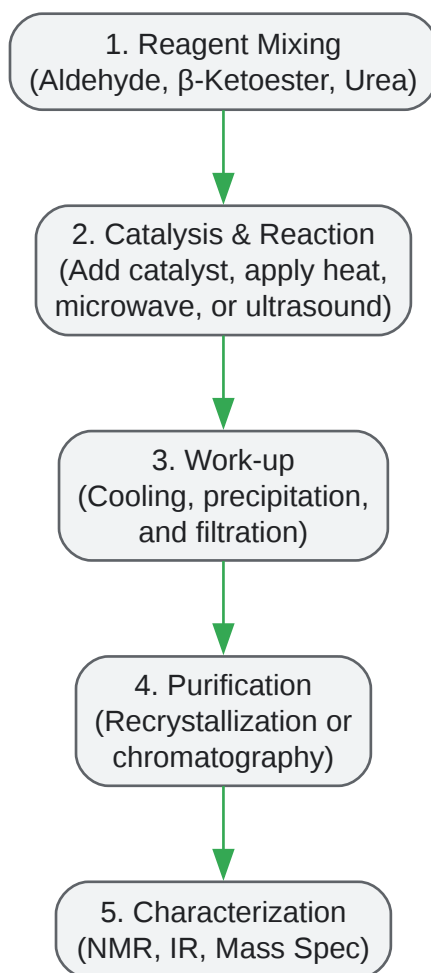 1. Reagent Mixing
(Aldehyde, β-Ketoester, Urea)
2. Catalysis & Reaction
(Add catalyst, apply heat,
microwave, or ultrasound)
3. Work-up
(Cooling, precipitation,
and filtration)
4. Purification
(Recrystallization or
chromatography)
5. Characterization
(NMR, IR, Mass Spec)